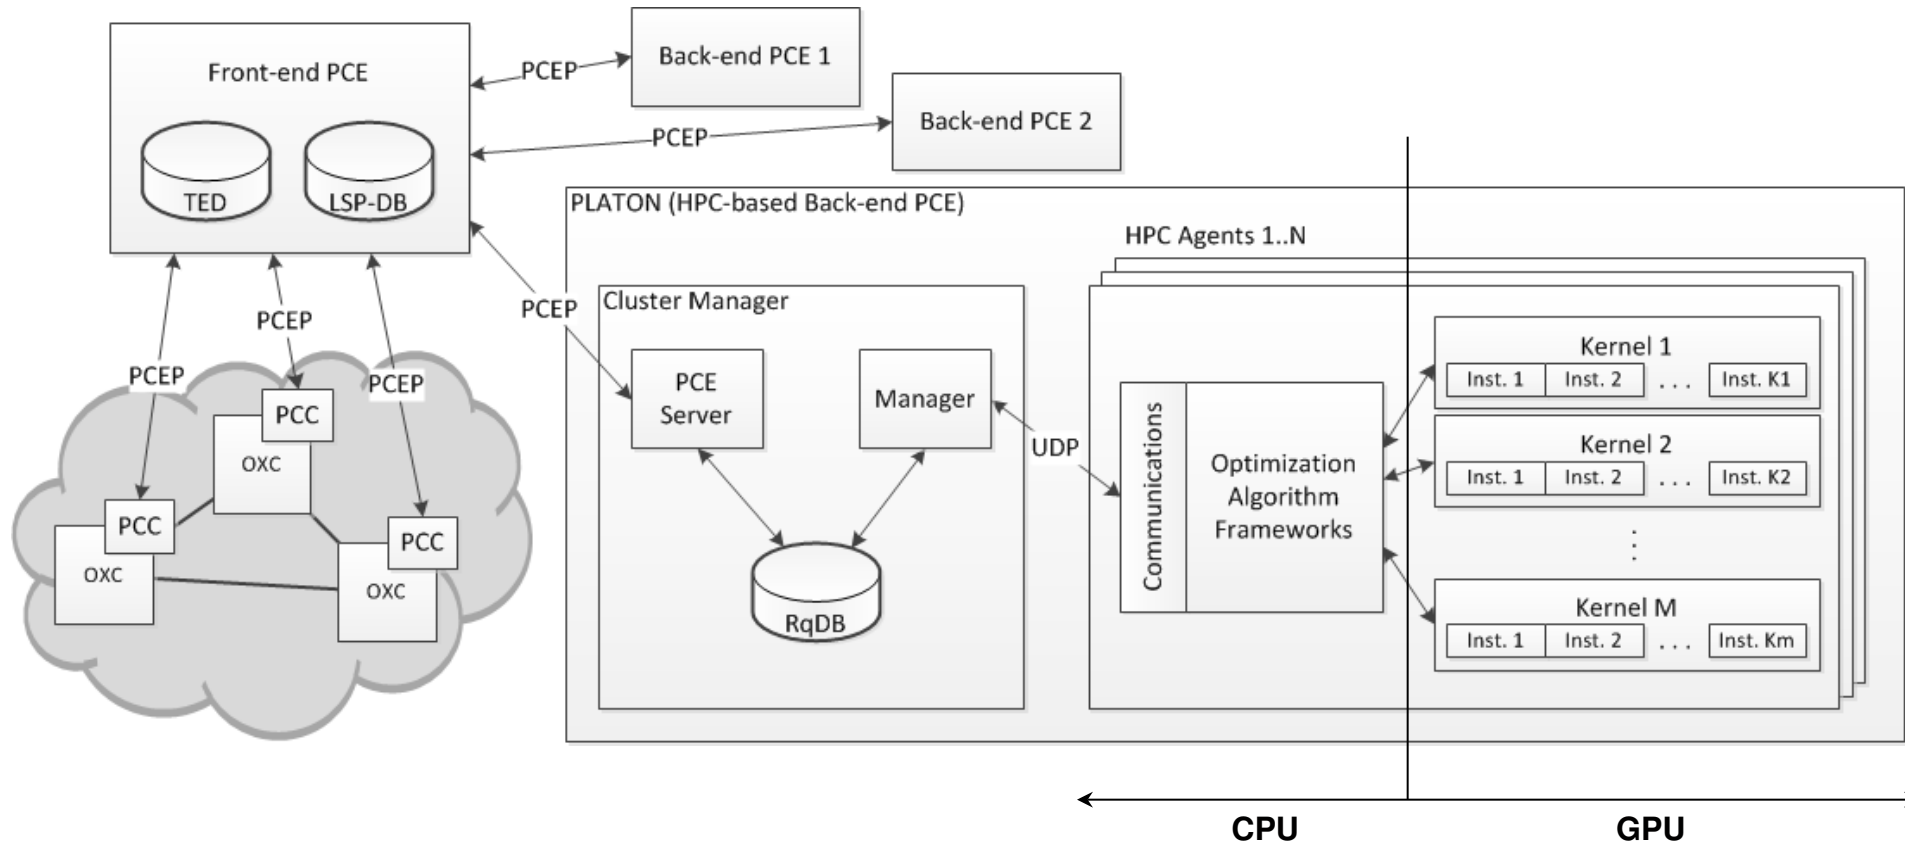 Front-end PCE
TED
LSP-DB
PCEP
Back-end PCE 1
PCEP
Back-end PCE 2
PCEP
PCEP
PCEP
PCEP
PCC
OXC
PCC
OXC
PCC
OXC
PLATON (HPC-based Back-end PCE)
Cluster Manager
PCE
Server
Manager
RqDB
UDP
HPC Agents 1..N
Communications
Optimization
Algorithm
Frameworks
Kernel 1
Inst. 1 Inst. 2 . . . Inst. K1
Kernel 2
Inst. 1 Inst. 2 . . . Inst. K2
⋮
Kernel M
Inst. 1 Inst. 2 . . . Inst. Km
CPU
GPU